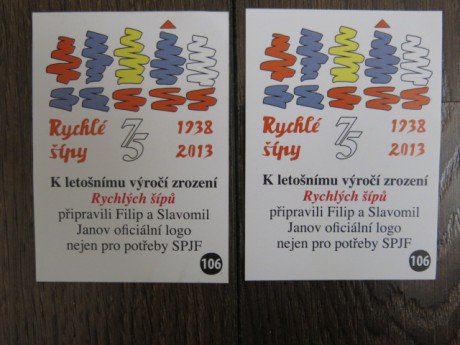 Rychlé 75 1938
šípy 2013
K letošnímu výročí zrození
Rychlých šípů
připravili Filip a Slavomil
Janov oficiální logo
nejen pro potřeby SPJF
106
Rychlé 75 1938
šípy 2013
K letošnímu výročí zrození
Rychlých šípů
připravili Filip a Slavomil
Janov oficiální logo
nejen pro potřeby SPJF
106